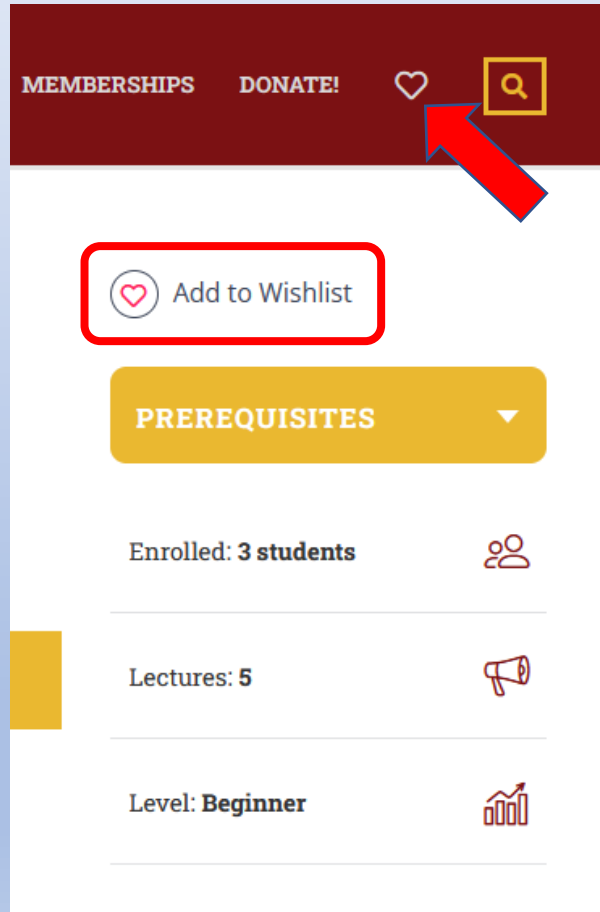 MEMBERSHIPS DONATE!
Add to Wishlist
PREREQUISITES
Enrolled: 3 students
Lectures: 5
Level: Beginner